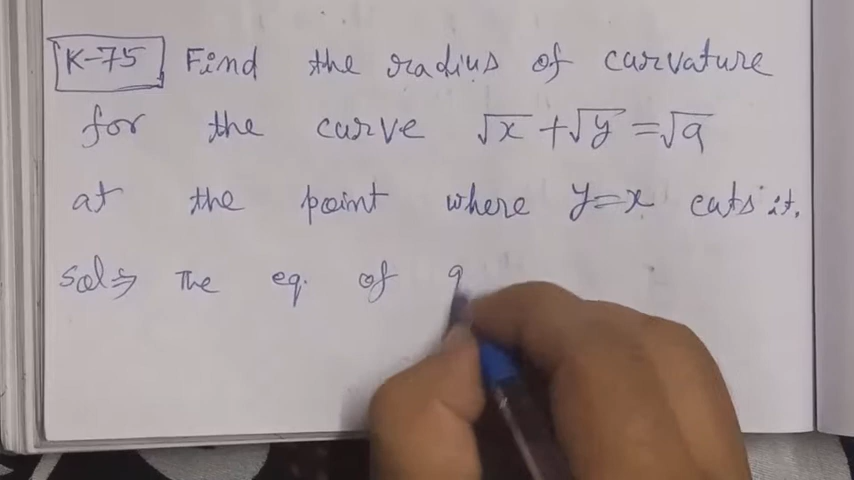 K-75 Find the radius of curvature
for the curve √x + √y = √a
at the point where y=x cuts it.
Sol⇒ The eq. of g